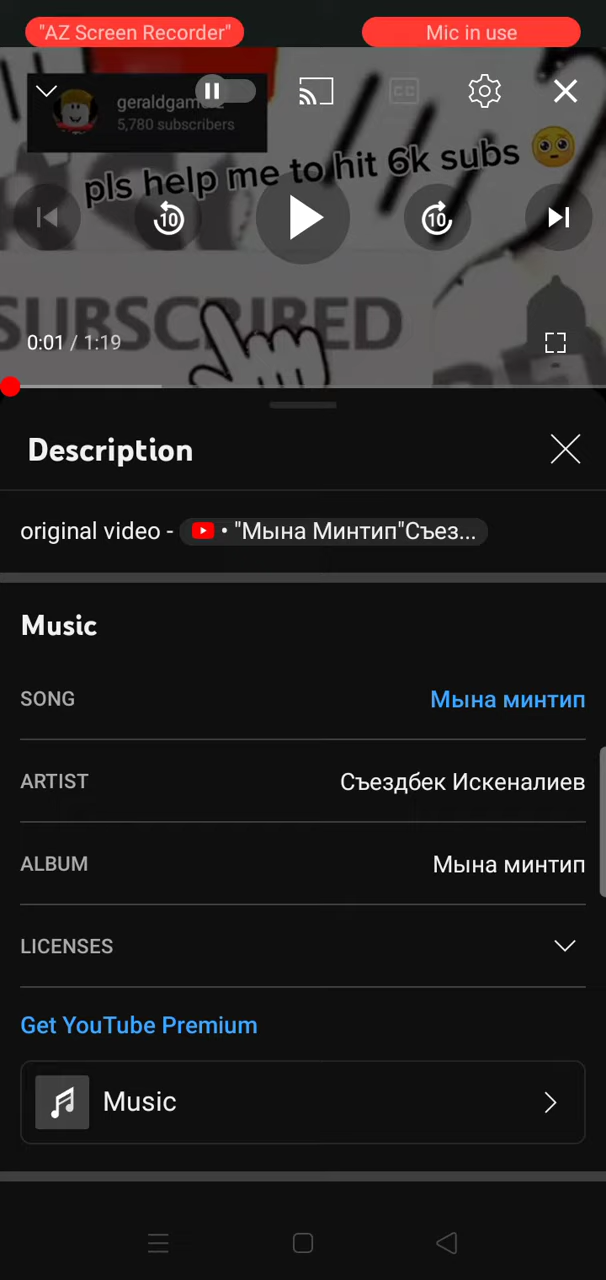 "AZ Screen Recorder"
Mic in use
5,780 subscribers
pls help me to hit 6k subs 🥺
10
10
SUBSCRIBED
0:01 / 1:19
Description
original video - • "Мына Минтип"Съез...
Music
SONG
Мына минтип
ARTIST
Съездбек Искеналиев
ALBUM
Мына минтип
LICENSES
Get YouTube Premium
Music